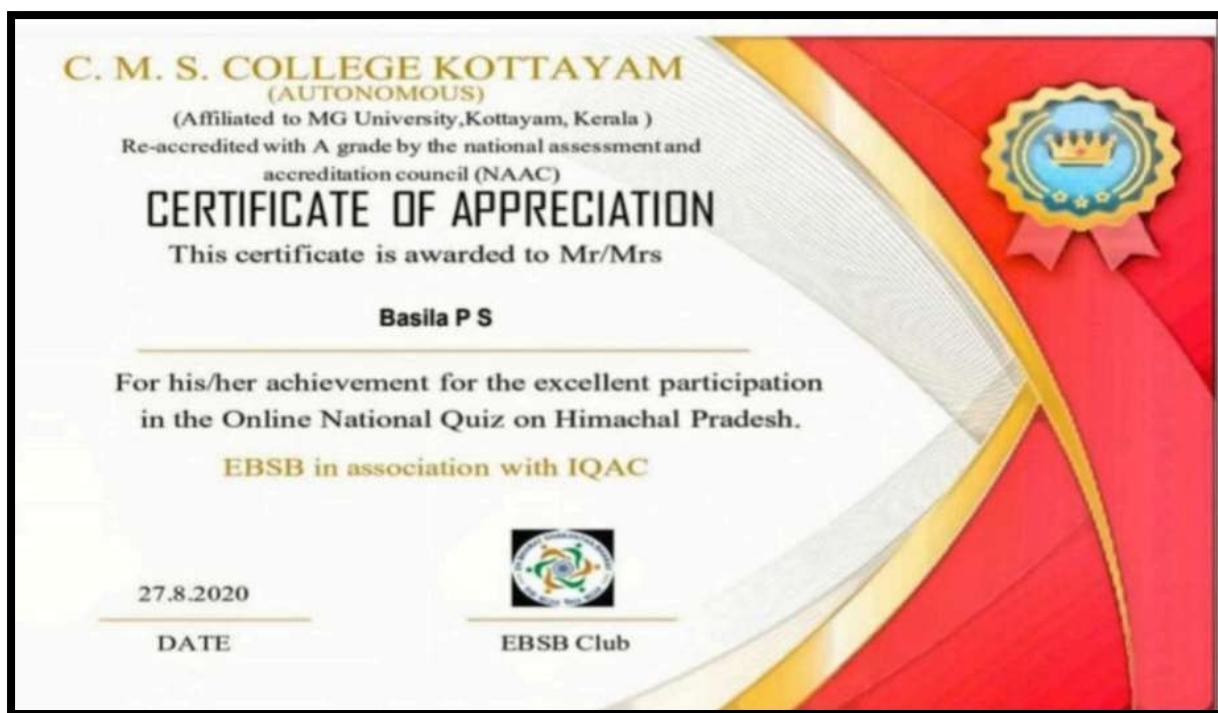 C. M. S. COLLEGE KOTTAYAM
(AUTONOMOUS)
(Affiliated to MG University,Kottayam, Kerala )
Re-accredited with A grade by the national assessment and
accreditation council (NAAC)
CERTIFICATE OF APPRECIATION
This certificate is awarded to Mr/Mrs
Basila P S
For his/her achievement for the excellent participation
in the Online National Quiz on Himachal Pradesh.
EBSB in association with IQAC
27.8.2020
DATE
EBSB Club